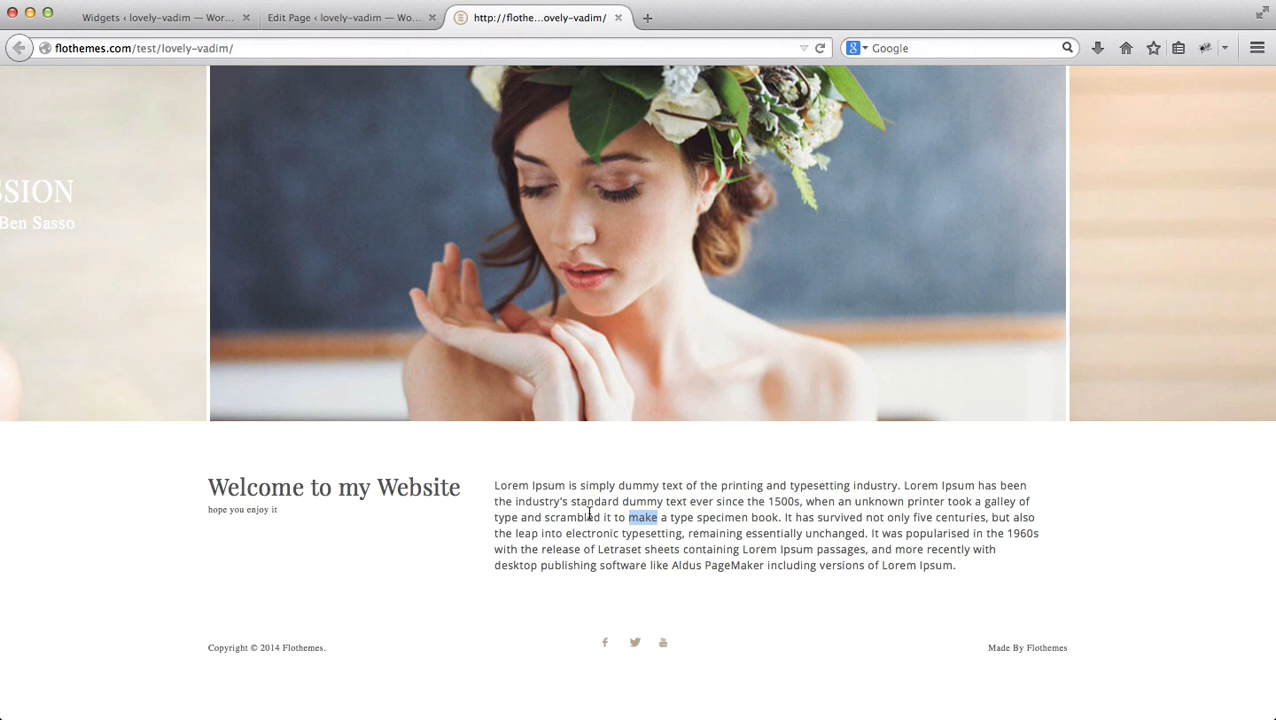 Widgets ‹ lovely-vadim — Wor...
Edit Page ‹ lovely-vadim — Wo...
http://flothe...ovely-vadim/
flothemes.com/test/lovely-vadim/
Google
SSION
Ben Sasso
Welcome to my Website
hope you enjoy it
Lorem Ipsum is simply dummy text of the printing and typesetting industry. Lorem Ipsum has been
the industry's standard dummy text ever since the 1500s, when an unknown printer took a galley of
type and scrambled it to make a type specimen book. It has survived not only five centuries, but also
the leap into electronic typesetting, remaining essentially unchanged. It was popularised in the 1960s
with the release of Letraset sheets containing Lorem Ipsum passages, and more recently with
desktop publishing software like Aldus PageMaker including versions of Lorem Ipsum.
Copyright © 2014 Flothemes.
Made By Flothemes